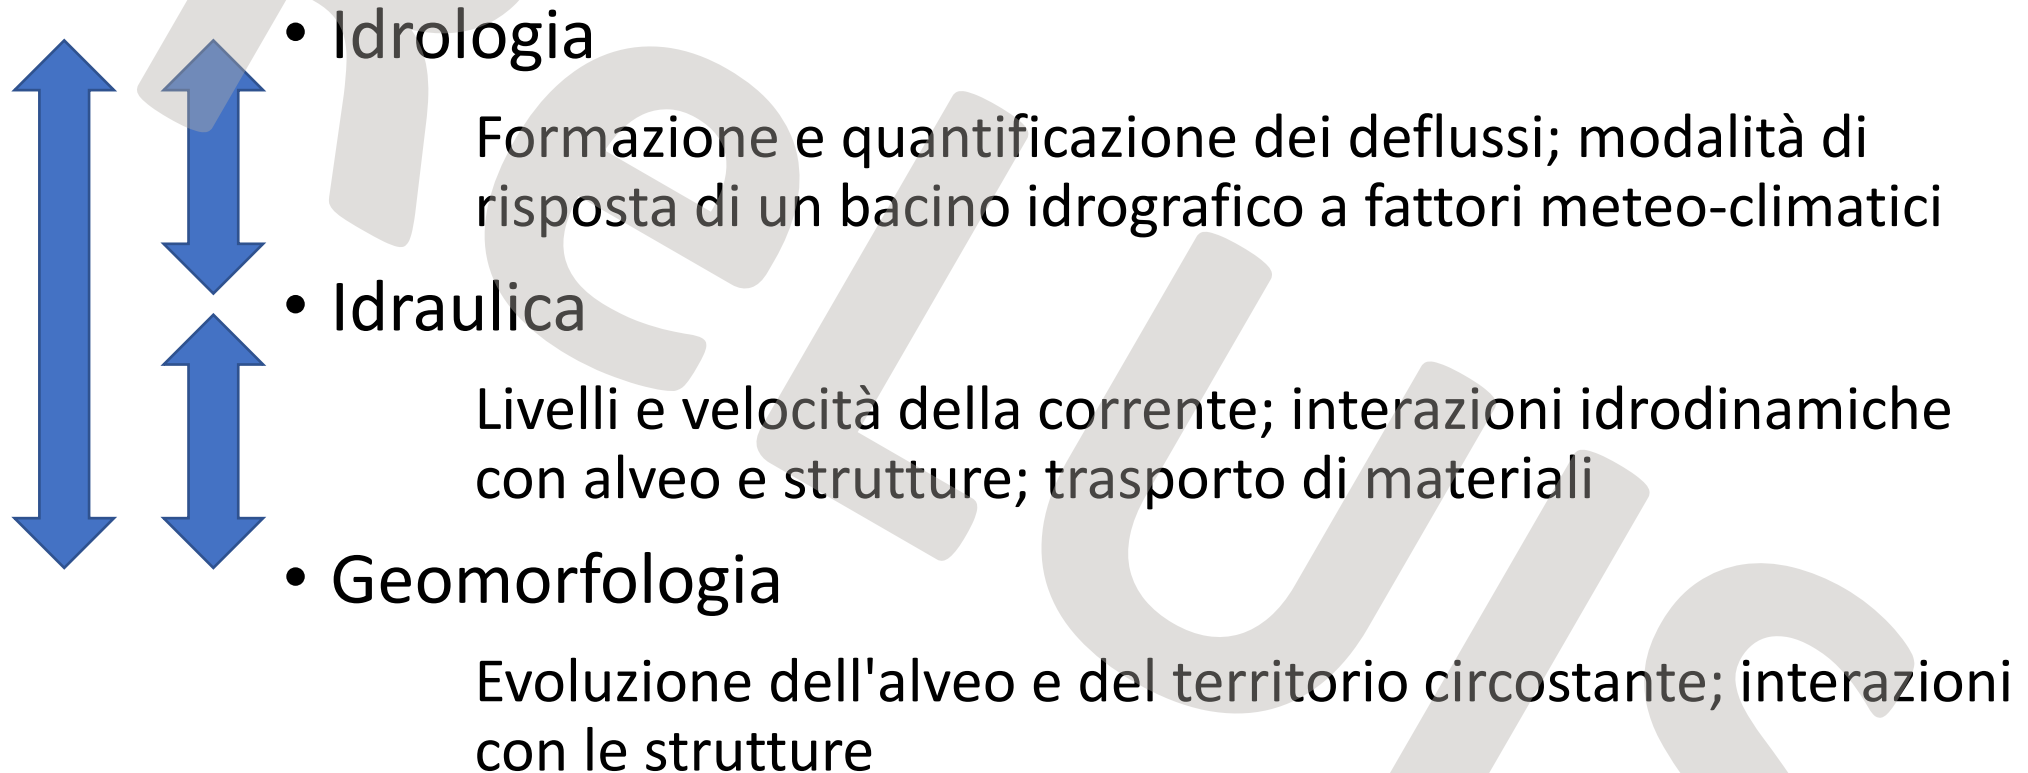 • Idrologia
Formazione e quantificazione dei deflussi; modalità di
risposta di un bacino idrografico a fattori meteo-climatici
• Idraulica
Livelli e velocità della corrente; interazioni idrodinamiche
con alveo e strutture; trasporto di materiali
• Geomorfologia
Evoluzione dell'alveo e del territorio circostante; interazioni
con le strutture
ReLUIS